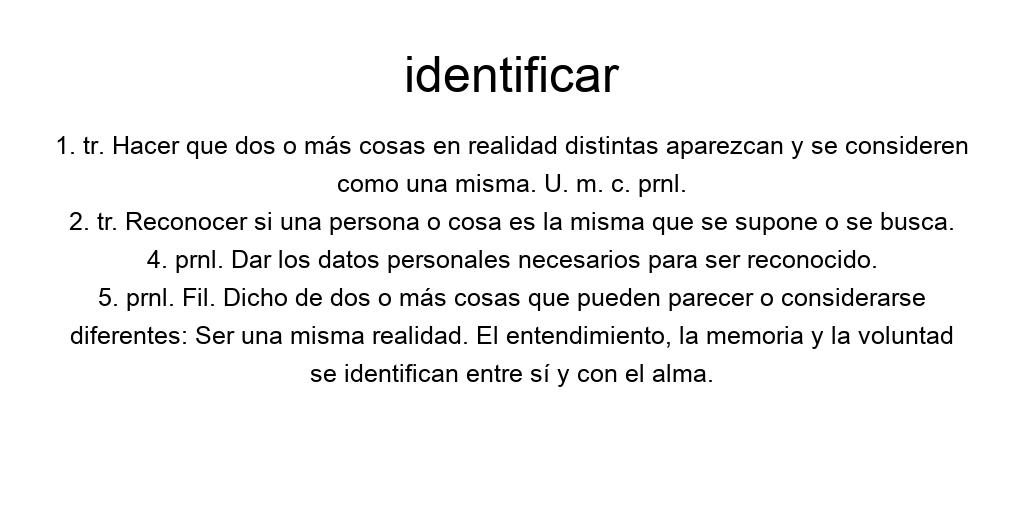 identificar
1. tr. Hacer que dos o más cosas en realidad distintas aparezcan y se consideren
como una misma. U. m. c. prnl.
2. tr. Reconocer si una persona o cosa es la misma que se supone o se busca.
4. prnl. Dar los datos personales necesarios para ser reconocido.
5. prnl. Fil. Dicho de dos o más cosas que pueden parecer o considerarse
diferentes: Ser una misma realidad. El entendimiento, la memoria y la voluntad
se identifican entre sí y con el alma.